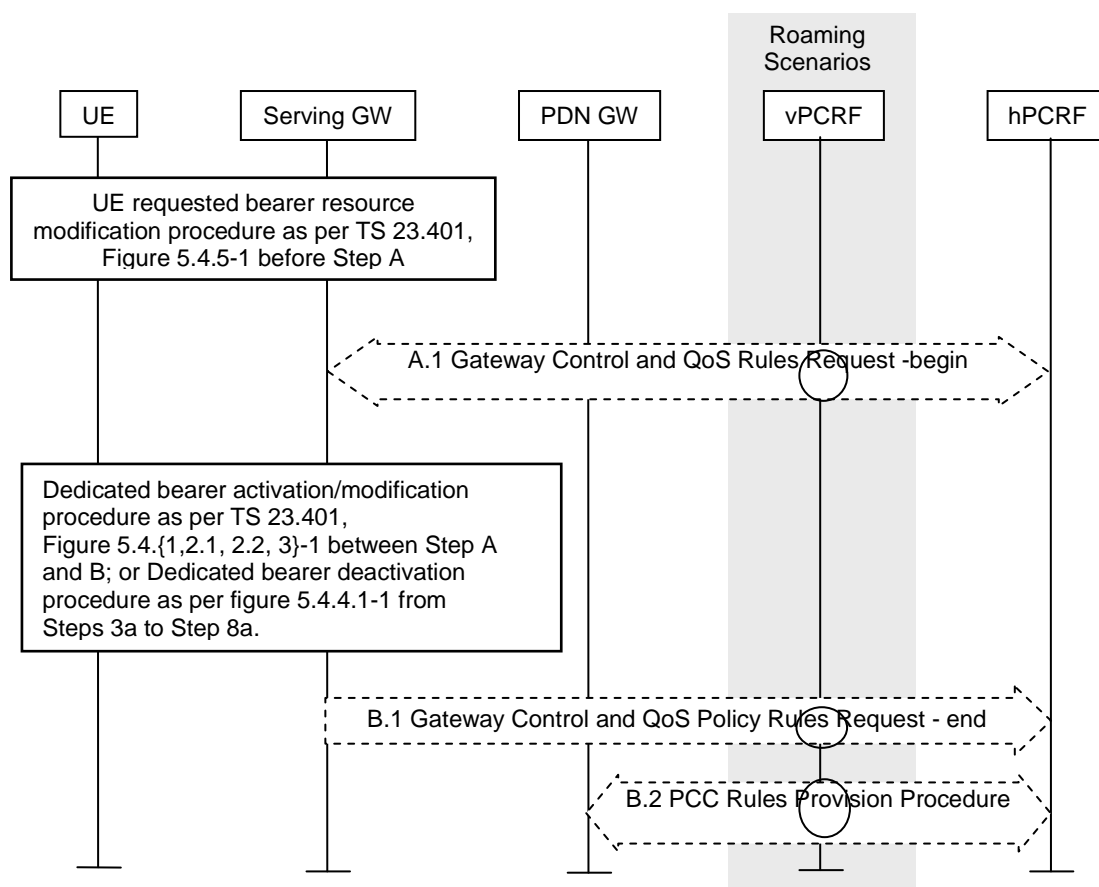 Roaming
Scenarios
UE
Serving GW
PDN GW
vPCRF
hPCRF
UE requested bearer resource
modification procedure as per TS 23.401,
Figure 5.4.5-1 before Step A
A.1 Gateway Control and QoS Rules Request -begin
Dedicated bearer activation/modification
procedure as per TS 23.401,
Figure 5.4.{1,2.1, 2.2, 3}-1 between Step A
and B; or Dedicated bearer deactivation
procedure as per figure 5.4.4.1-1 from
Steps 3a to Step 8a.
B.1 Gateway Control and QoS Policy Rules Request - end
B.2 PCC Rules Provision Procedure